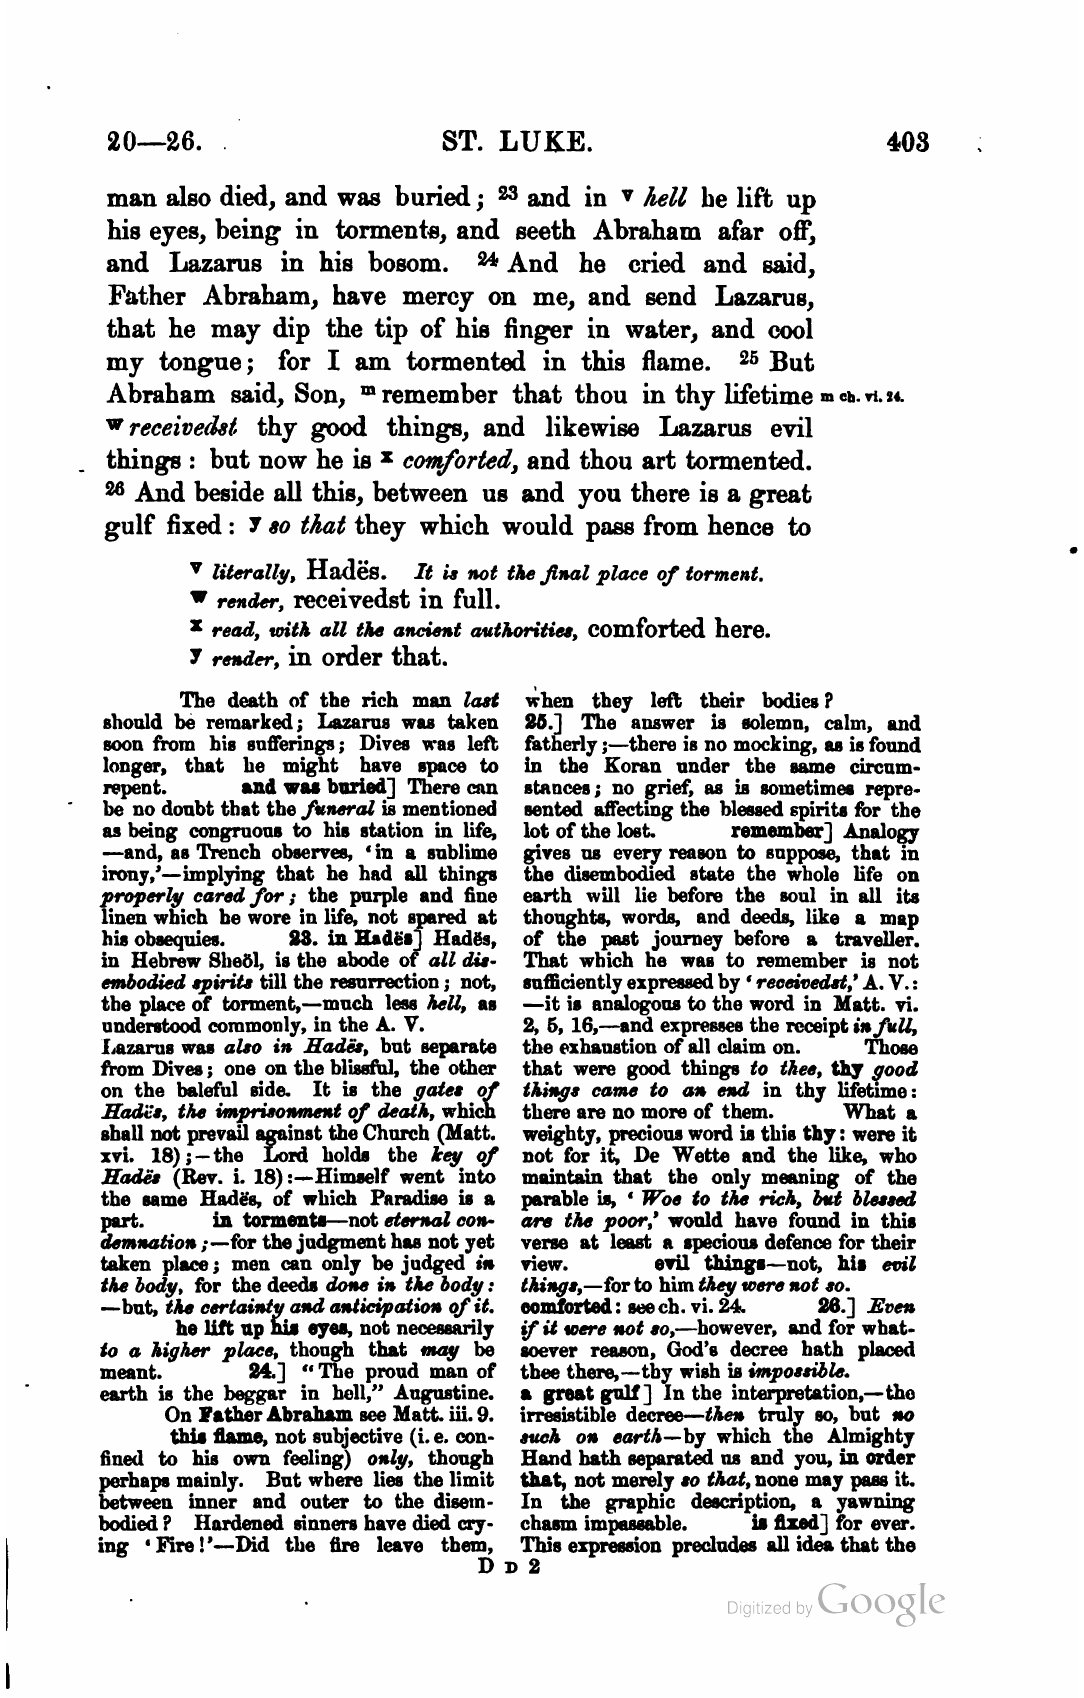 20—26. ST. LUKE. 403
man also died, and was buried; 23 and in v hell he lift up
his eyes, being in torments, and seeth Abraham afar off,
and Lazarus in his bosom. 24 And he cried and said,
Father Abraham, have mercy on me, and send Lazarus,
that he may dip the tip of his finger in water, and cool
my tongue; for I am tormented in this flame. 25 But
Abraham said, Son, m remember that thou in thy lifetime m ch. vi. 24.
w receivedst thy good things, and likewise Lazarus evil
things: but now he is x comforted, and thou art tormented.
26 And beside all this, between us and you there is a great
gulf fixed: y so that they which would pass from hence to
v literally, Hadës. It is not the final place of torment.
w render, receivedst in full.
x read, with all the ancient authorities, comforted here.
y render, in order that.
The death of the rich man last
should be remarked; Lazarus was taken
soon from his sufferings; Dives was left
longer, that he might have space to
repent. and was buried] There can
be no doubt that the funeral is mentioned
as being congruous to his station in life,
—and, as Trench observes, ‘in a sublime
irony,’—implying that he had all things
properly cared for; the purple and fine
linen which he wore in life, not spared at
his obsequies. 23. in Hadës] Hadës,
in Hebrew Sheöl, is the abode of all dis-
embodied spirits till the resurrection; not,
the place of torment,—much less hell, as
understood commonly, in the A. V.
Lazarus was also in Hadës, but separate
from Dives; one on the blissful, the other
on the baleful side. It is the gates of
Hadës, the imprisonment of death, which
shall not prevail against the Church (Matt.
xvi. 18);—the Lord holds the key of
Hadës (Rev. i. 18):—Himself went into
the same Hadës, of which Paradise is a
part. in torments—not eternal con-
demnation;—for the judgment has not yet
taken place; men can only be judged in
the body, for the deeds done in the body:
—but, the certainty and anticipation of it.
he lift up his eyes, not necessarily
to a higher place, though that may be
meant. 24.] “The proud man of
earth is the beggar in hell,” Augustine.
On Father Abraham see Matt. iii. 9.
this flame, not subjective (i. e. con-
fined to his own feeling) only, though
perhaps mainly. But where lies the limit
between inner and outer to the disem-
bodied? Hardened sinners have died cry-
ing ‘Fire!’—Did the fire leave them,
when they left their bodies?
25.] The answer is solemn, calm, and
fatherly;—there is no mocking, as is found
in the Koran under the same circum-
stances; no grief, as is sometimes repre-
sented affecting the blessed spirits for the
lot of the lost. remember] Analogy
gives us every reason to suppose, that in
the disembodied state the whole life on
earth will lie before the soul in all its
thoughts, words, and deeds, like a map
of the past journey before a traveller.
That which he was to remember is not
sufficiently expressed by ‘receivedst,’ A. V.:
—it is analogous to the word in Matt. vi.
2, 5, 16,—and expresses the receipt in full,
the exhaustion of all claim on. Those
that were good things to thee, thy good
things came to an end in thy lifetime:
there are no more of them. What a
weighty, precious word is this thy: were it
not for it, De Wette and the like, who
maintain that the only meaning of the
parable is, ‘Woe to the rich, but blessed
are the poor,’ would have found in this
verse at least a specious defence for their
view. evil things—not, his evil
things,—for to him they were not so.
comforted: see ch. vi. 24. 26.] Even
if it were not so,—however, and for what-
soever reason, God's decree hath placed
thee there,—thy wish is impossible.
a great gulf] In the interpretation,—the
irresistible decree—then truly so, but no
such on earth—by which the Almighty
Hand hath separated us and you, in order
that, not merely so that, none may pass it.
In the graphic description, a yawning
chasm impassable. is fixed] for ever.
This expression precludes all idea that the
D D 2
Digitized by Google